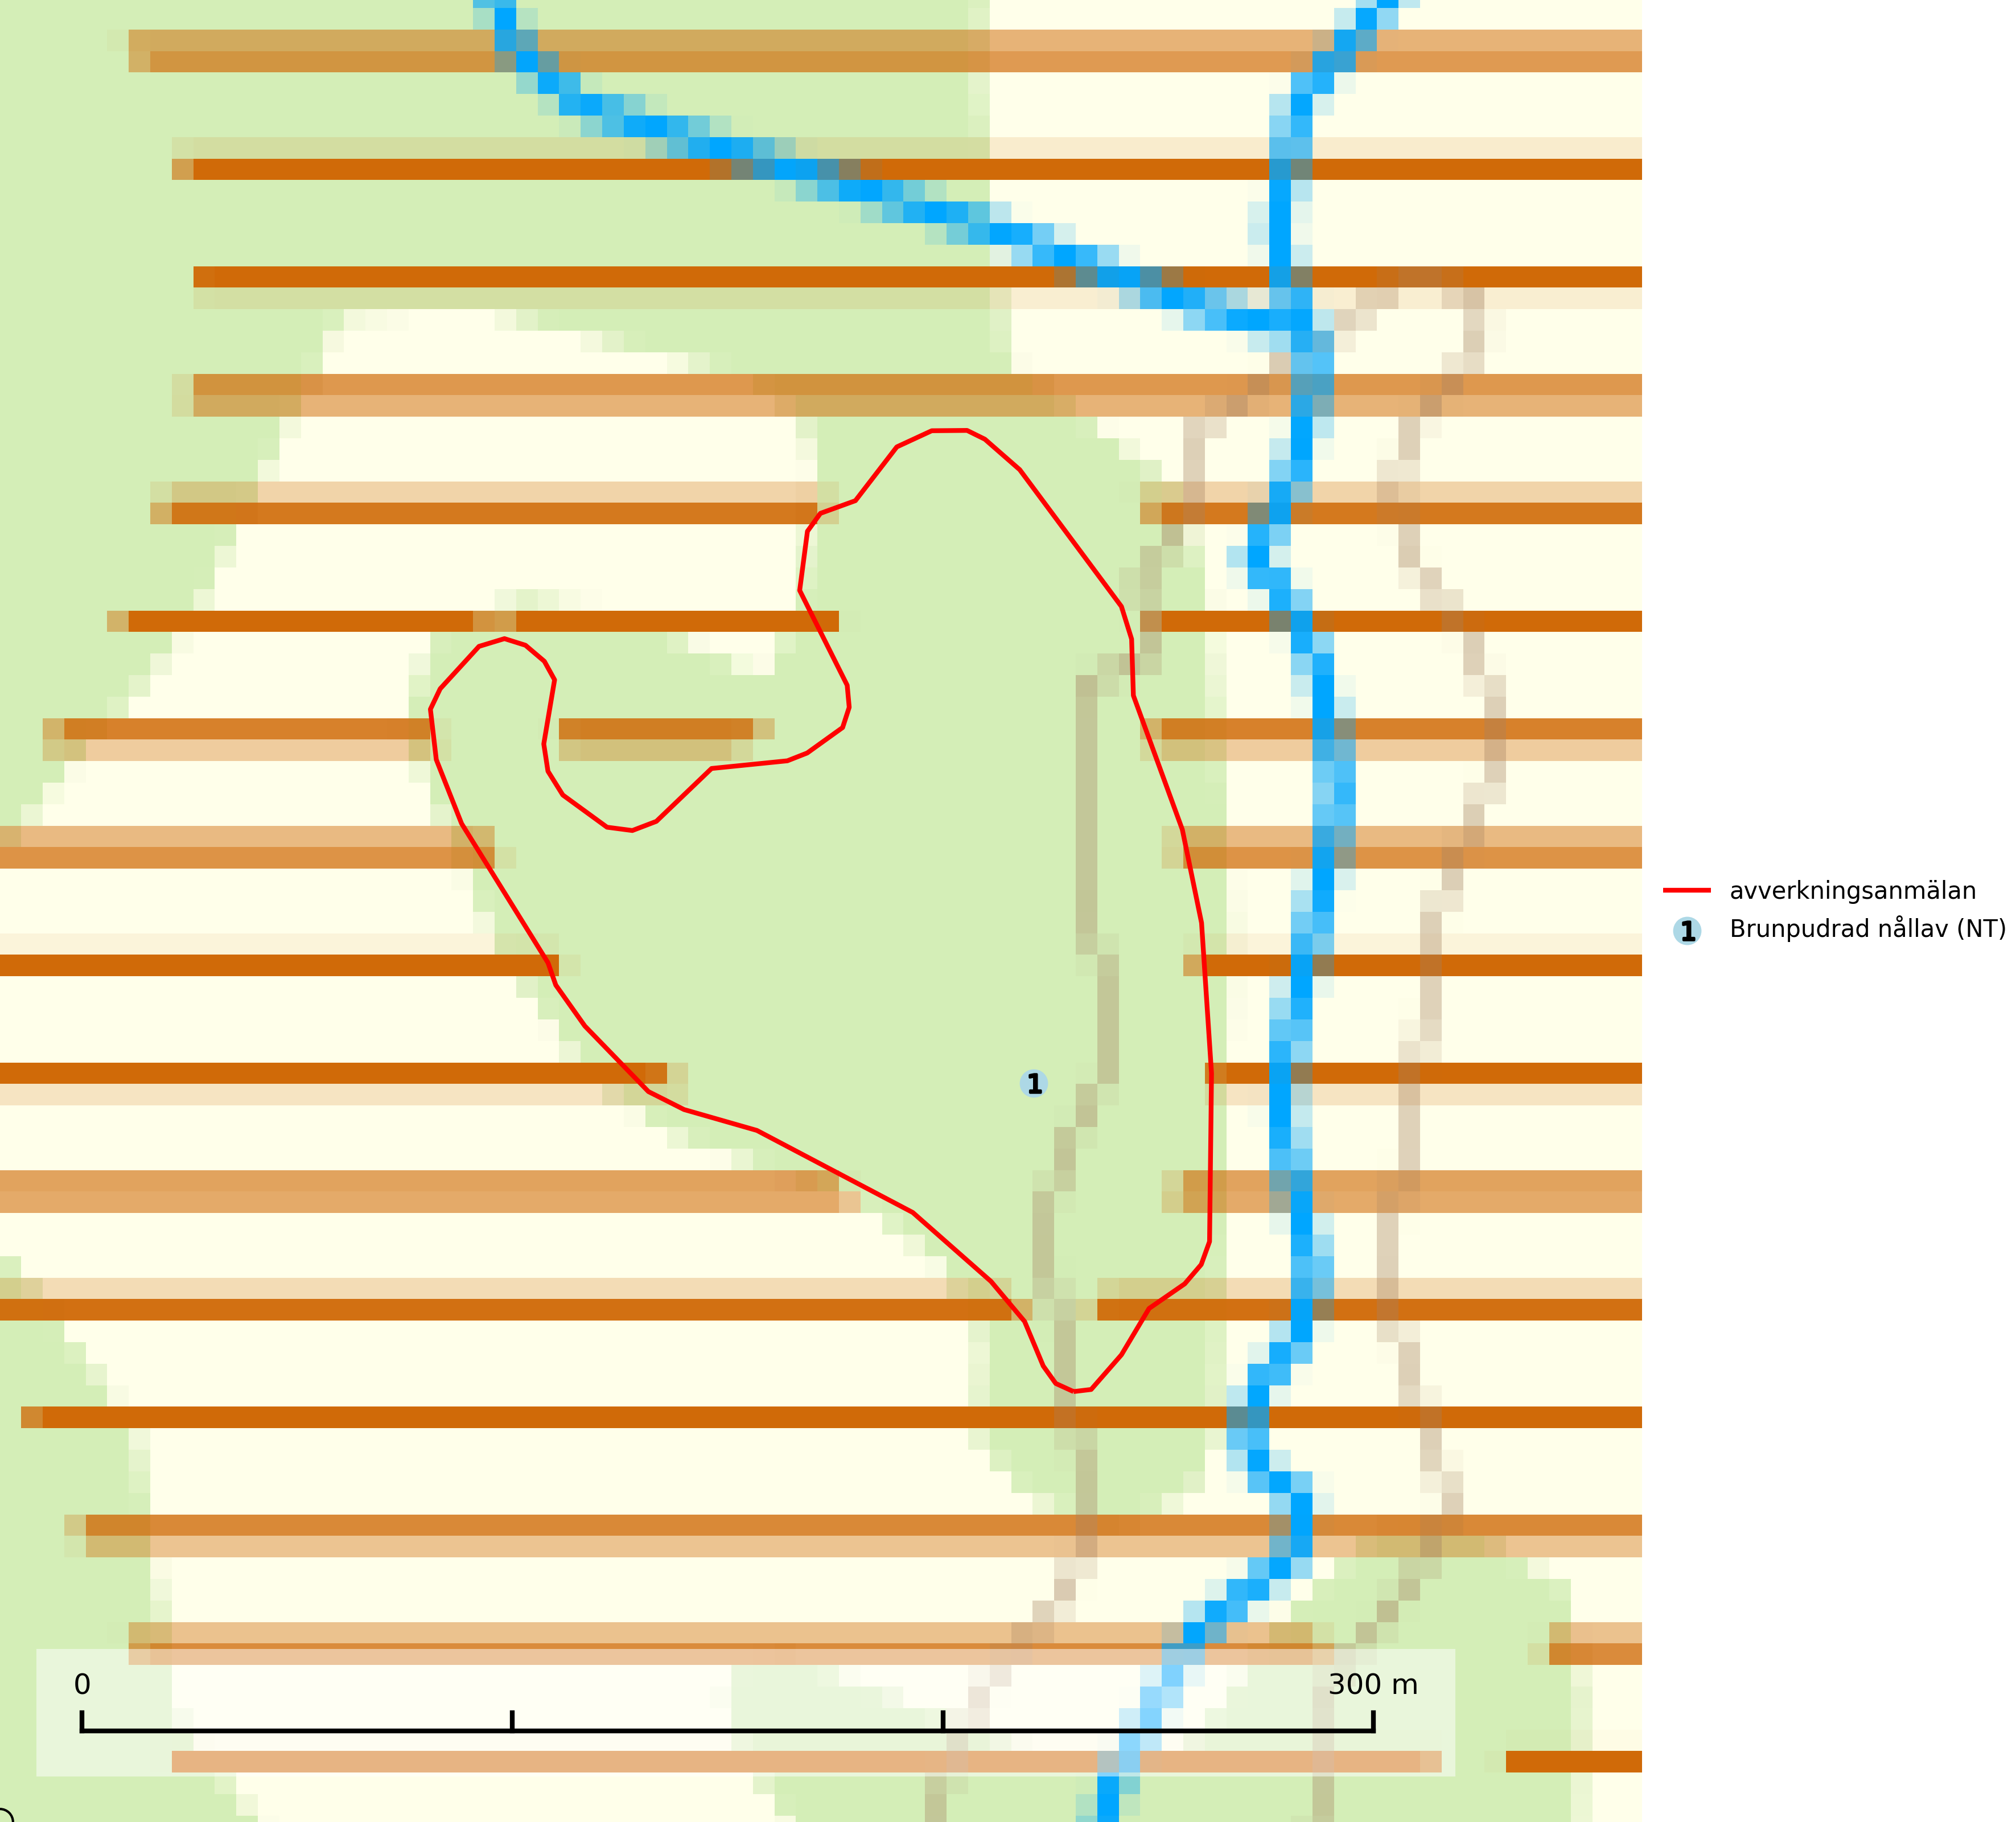 avverkningsanmälan
1 Brunpudrad nållav (NT)
1
0 300 m